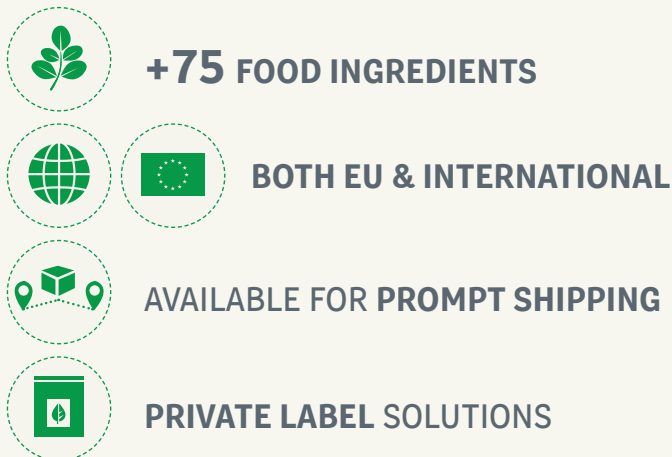 +75 FOOD INGREDIENTS
BOTH EU & INTERNATIONAL
AVAILABLE FOR PROMPT SHIPPING
PRIVATE LABEL SOLUTIONS